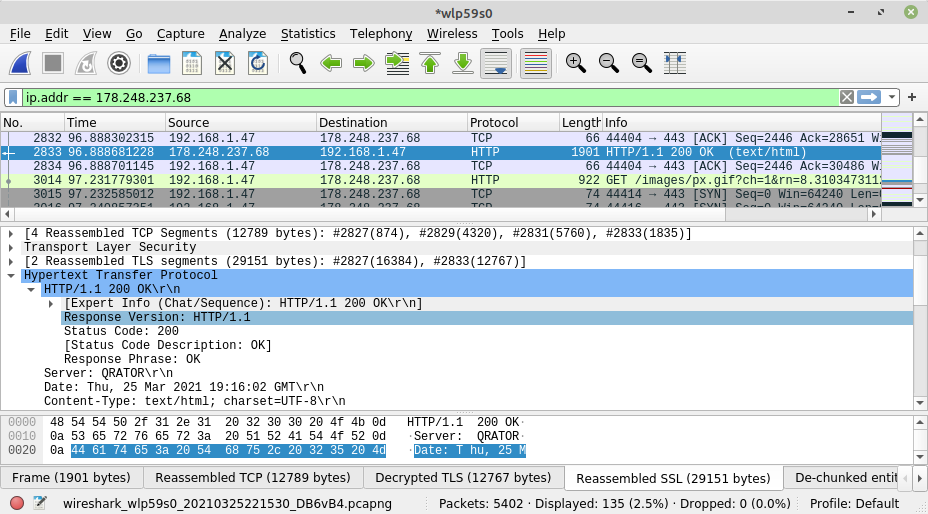 *wlp59s0
File Edit View Go Capture Analyze Statistics Telephony Wireless Tools Help
ip.addr == 178.248.237.68
No. Time Source Destination Protocol Length Info
2832 96.888302315 192.168.1.47 178.248.237.68 TCP 66 44404 → 443 [ACK] Seq=2446 Ack=28651 Wi
2833 96.888681228 178.248.237.68 192.168.1.47 HTTP 1901 HTTP/1.1 200 OK (text/html)
2834 96.888701145 192.168.1.47 178.248.237.68 TCP 66 44404 → 443 [ACK] Seq=2446 Ack=30486 Wi
3014 97.231779301 192.168.1.47 178.248.237.68 HTTP 922 GET /images/px.gif?ch=1&rn=8.3103473112
3015 97.232585012 192.168.1.47 178.248.237.68 TCP 74 44414 → 443 [SYN] Seq=0 Win=64240 Len=
[4 Reassembled TCP Segments (12789 bytes): #2827(874), #2829(4320), #2831(5760), #2833(1835)]
Transport Layer Security
[2 Reassembled TLS segments (29151 bytes): #2827(16384), #2833(12767)]
Hypertext Transfer Protocol
HTTP/1.1 200 OK\r\n
[Expert Info (Chat/Sequence): HTTP/1.1 200 OK\r\n]
Response Version: HTTP/1.1
Status Code: 200
[Status Code Description: OK]
Response Phrase: OK
Server: QRATOR\r\n
Date: Thu, 25 Mar 2021 19:16:02 GMT\r\n
Content-Type: text/html; charset=UTF-8\r\n
0000 48 54 54 50 2f 31 2e 31 20 32 30 30 20 4f 4b 0d HTTP/1.1 200 OK·
0010 0a 53 65 72 76 65 72 3a 20 51 52 41 54 4f 52 0d ·Server: QRATOR·
0020 0a 44 61 74 65 3a 20 54 68 75 2c 20 32 35 20 4d ·Date: T hu, 25 M
Frame (1901 bytes) Reassembled TCP (12789 bytes) Decrypted TLS (12767 bytes) Reassembled SSL (29151 bytes) De-chunked entit
wireshark_wlp59s0_20210325221530_DB6vB4.pcapng Packets: 5402 · Displayed: 135 (2.5%) · Dropped: 0 (0.0%) Profile: Default